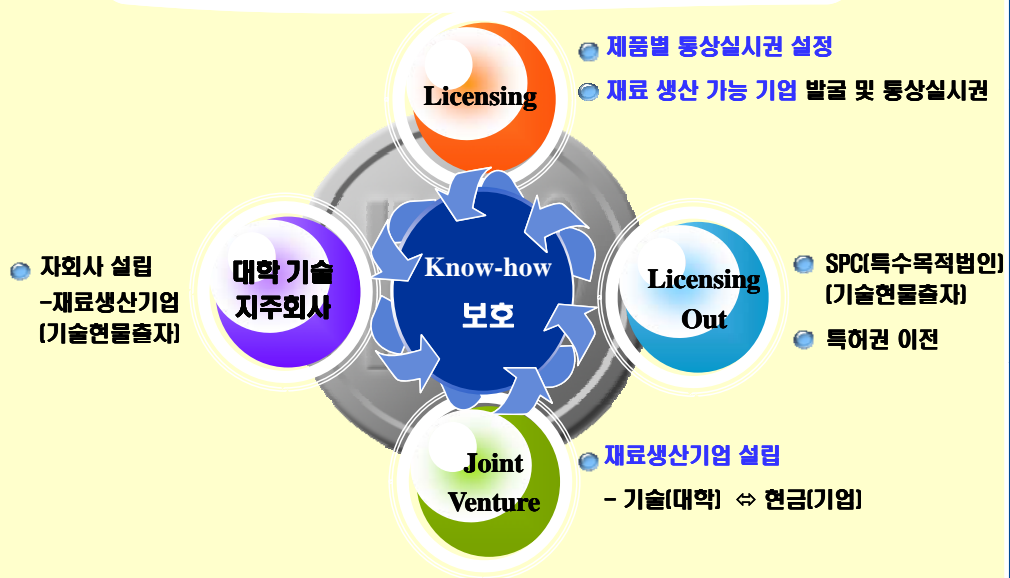 Licensing
제품별 통상실시권 설정
재료 생산 가능 기업 발굴 및 통상실시권
대학 기술
지주회사
자회사 설립
-재료생산기업
(기술현물출자)
Know-how
보호
Licensing
Out
SPC(특수목적법인)
(기술현물출자)
특허권 이전
Joint
Venture
재료생산기업 설립
- 기술(대학) ⇔ 현금(기업)